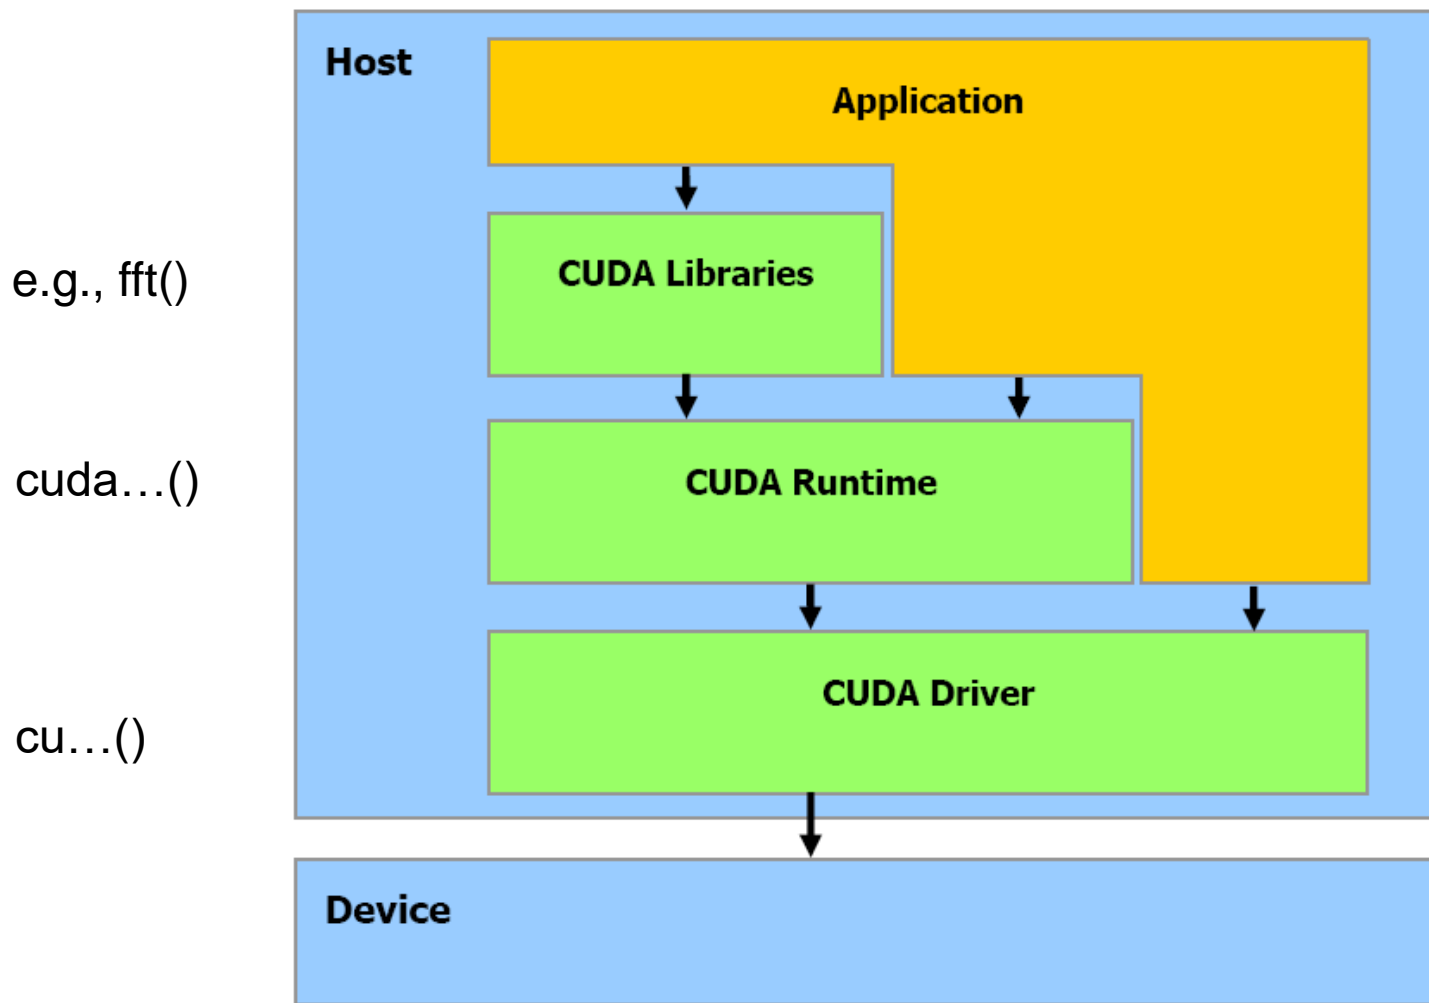 Host
Application
e.g., fft()
CUDA Libraries
cuda…()
CUDA Runtime
cu…()
CUDA Driver
Device